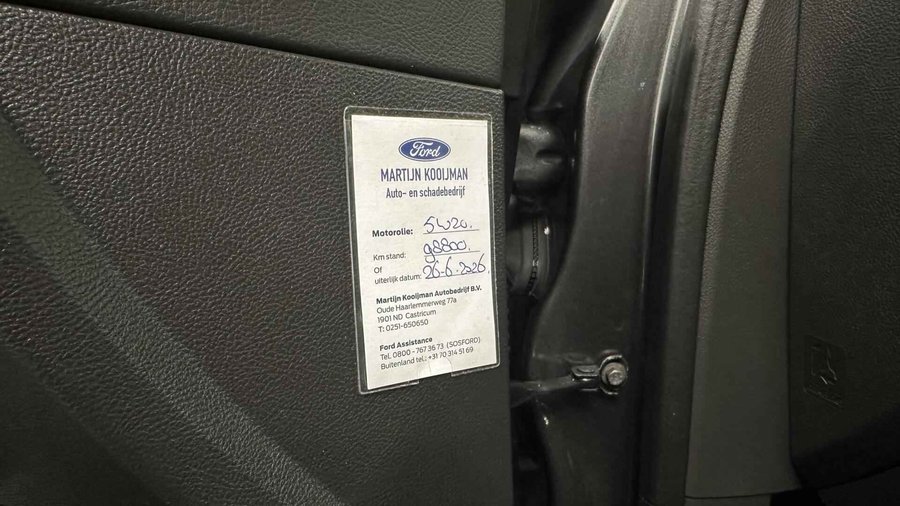 Ford
MARTIJN KOOIJMAN
Auto- en schadebedrijf
Motorolie: 5W20.
Km stand: 98800.
Of
uiterlijk datum: 26-6-2026,
Martijn Kooijman Autobedrijf B.V.
Oude Haarlemmerweg 77a
1901 ND Castricum
T: 0251-650650
Ford Assistance
Tel. 0800 - 767 36 73 (SOSFORD)
Buitenland tel.: +31 70 314 51 69